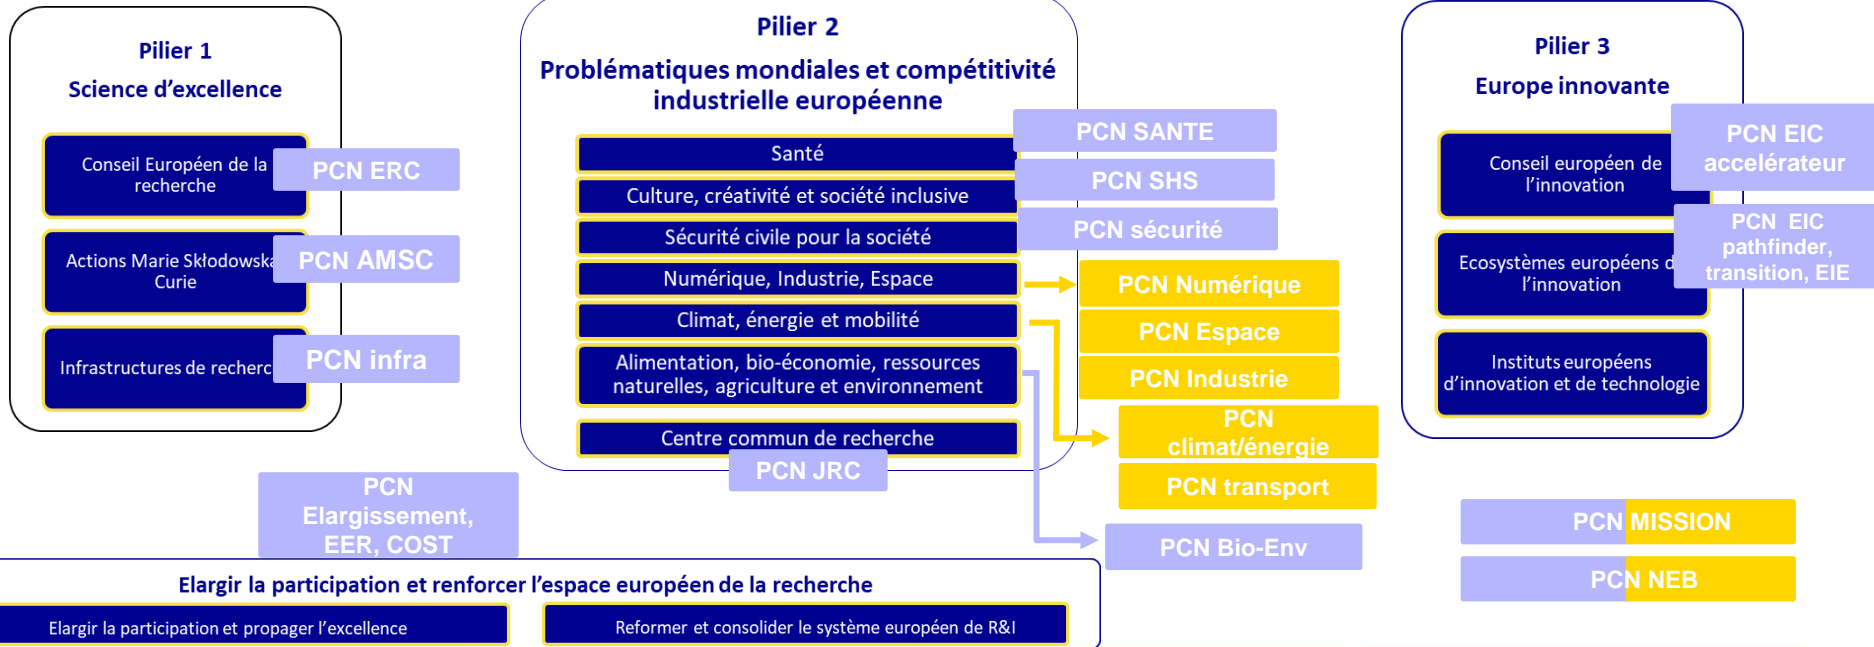 Pilier 1
Science d'excellence
Conseil Européen de la
recherche
PCN ERC
Actions Marie Skłodowska
Curie
PCN AMSC
Infrastructures de recherc
PCN infra
Pilier 2
Problématiques mondiales et compétitivité
industrielle européenne
Santé
PCN SANTE
Culture, créativité et société inclusive
PCN SHS
Sécurité civile pour la société
PCN sécurité
Numérique, Industrie, Espace
PCN Numérique
PCN Espace
PCN Industrie
Climat, énergie et mobilité
PCN
climat/énergie
PCN transport
Alimentation, bio-économie, ressources
naturelles, agriculture et environnement
PCN Bio-Env
Centre commun de recherche
PCN JRC
Pilier 3
Europe innovante
Conseil européen de
l'innovation
PCN EIC
accelérateur
Ecosystèmes européens d
l'innovation
PCN EIC
pathfinder,
transition, EIE
Instituts européens
d'innovation et de technologie
PCN MISSION
PCN NEB
PCN
Elargissement,
EER, COST
Elargir la participation et renforcer l'espace européen de la recherche
Elargir la participation et propager l'excellence
Reformer et consolider le système européen de R&I